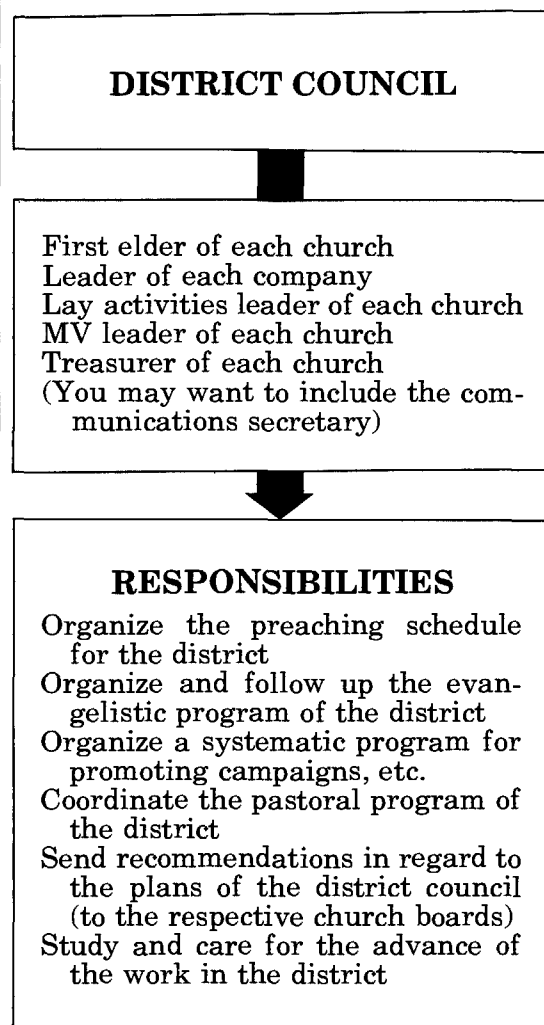 DISTRICT COUNCIL
First elder of each church
Leader of each company
Lay activities leader of each church
MV leader of each church
Treasurer of each church
(You may want to include the com-
munications secretary)
RESPONSIBILITIES
Organize the preaching schedule
for the district
Organize and follow up the evan-
gelistic program of the district
Organize a systematic program for
promoting campaigns, etc.
Coordinate the pastoral program of
the district
Send recommendations in regard to
the plans of the district council
(to the respective church boards)
Study and care for the advance of
the work in the district